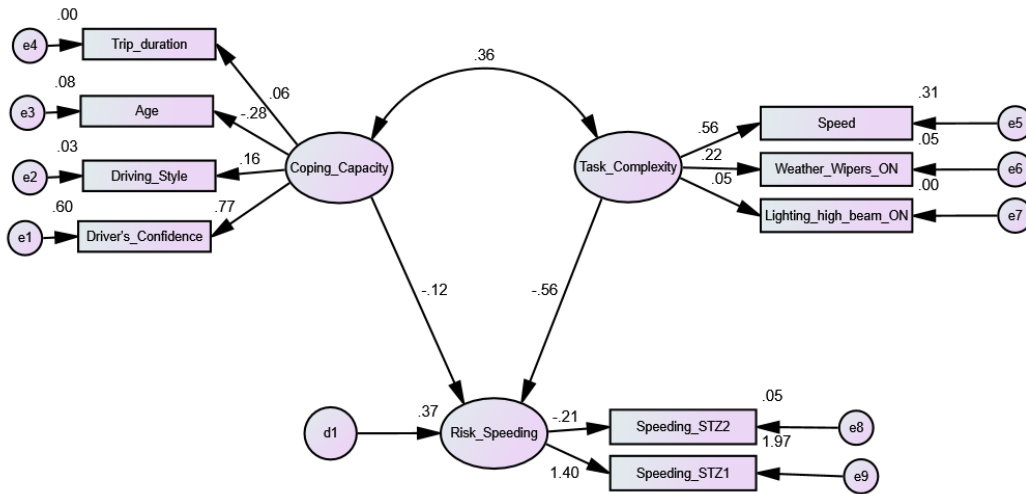 .00
e4
Trip_duration
.36
.06
.08
e3
Age
-.28
.31
.56
Speed
e5
.03
.05
e2
Driving_Style
.16
Coping_Capacity
Task_Complexity
.22
Weather_Wipers_ON
e6
.05
.00
.60
.77
e1
Driver's_Confidence
Lighting_high_beam_ON
e7
-.12
-.56
.37
.05
d1
Risk_Speeding
-.21
Speeding_STZ2
e8
1.97
1.40
Speeding_STZ1
e9